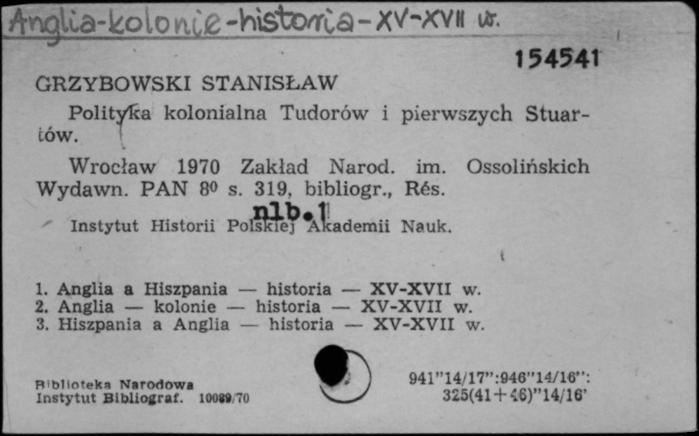 Anglia-kolonie-historia-XV-XVII w.
154541
GRZYBOWSKI STANISŁAW
Polityka kolonialna Tudorów i pierwszych Stuar-
tów.
Wrocław 1970 Zakład Narod. im. Ossolińskich
Wydawn. PAN 8⁰ s. 319, bibliogr., Rés.
nlb.1
Instytut Historii Polskiej Akademii Nauk.
1. Anglia a Hiszpania — historia — XV-XVII w.
2. Anglia — kolonie — historia — XV-XVII w.
3. Hiszpania a Anglia — historia — XV-XVII w.
Biblioteka Narodowa
Instytut Bibliograf. 10089/70
941"14/17":946"14/16":
325(41+46)"14/16'